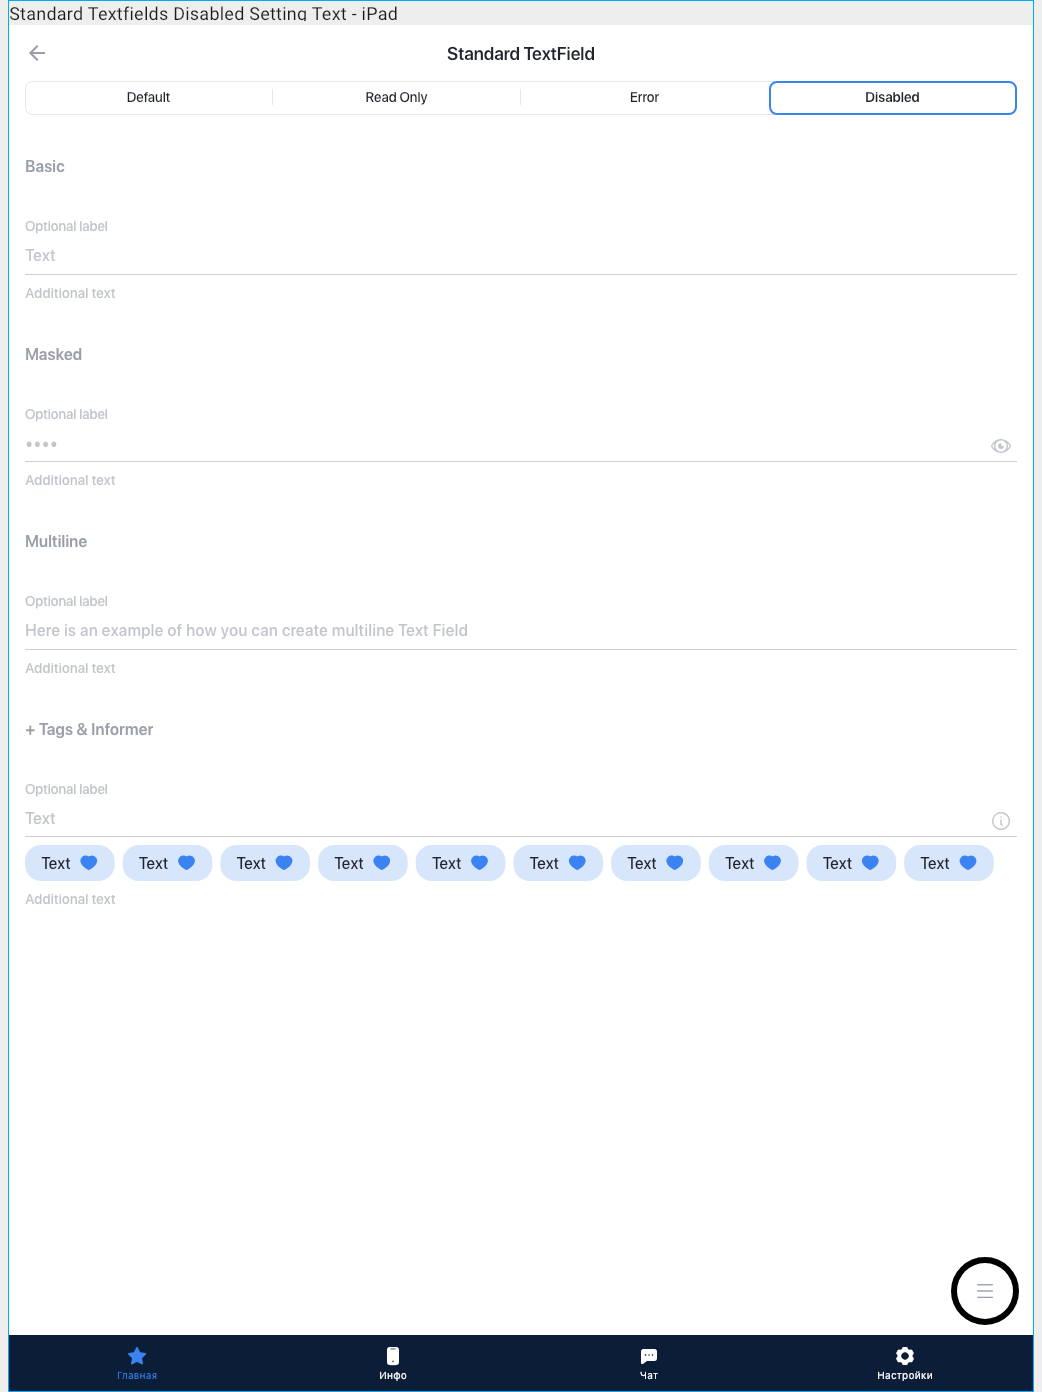 Standard Textfields Disabled Setting Text - iPad
Standard TextField
Default Read Only Error Disabled
Basic
Optional label
Text
Additional text
Masked
Optional label
••••
Additional text
Multiline
Optional label
Here is an example of how you can create multiline Text Field
Additional text
+ Tags & Informer
Optional label
Text
Text Text Text Text Text Text Text Text Text Text
Additional text
Главная Инфо Чат Настройки